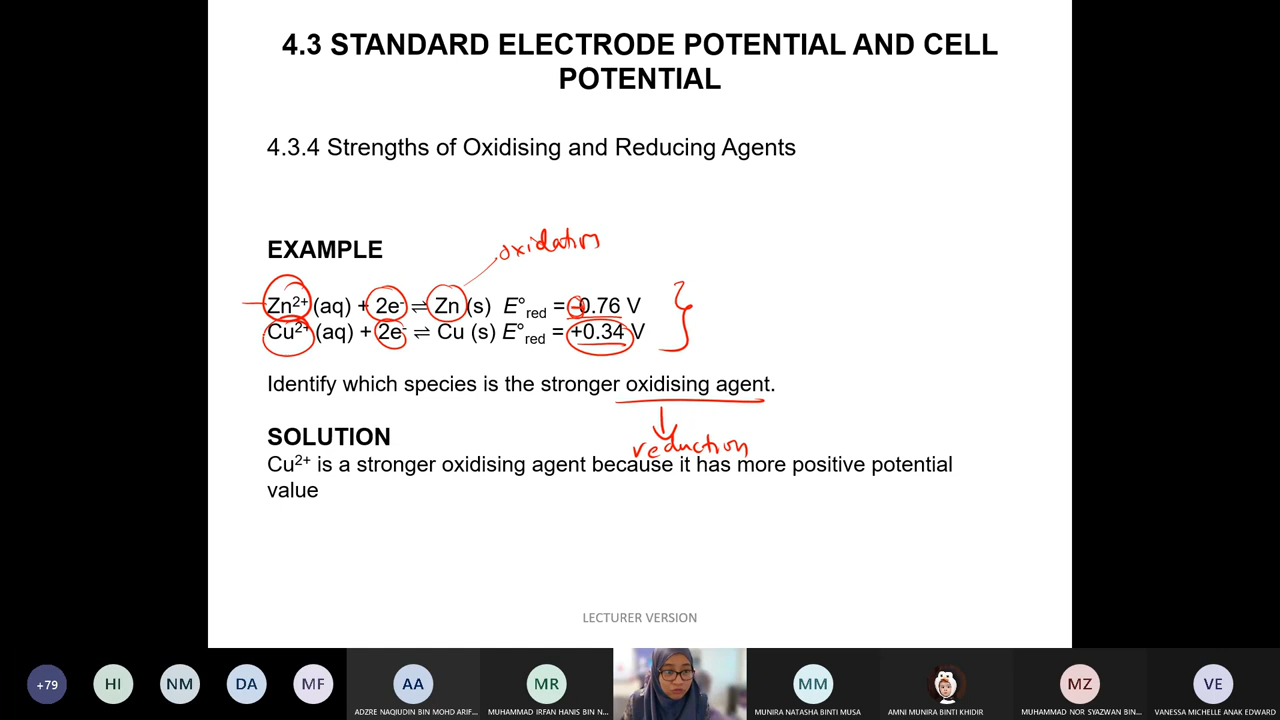 4.3 STANDARD ELECTRODE POTENTIAL AND CELL
POTENTIAL
4.3.4 Strengths of Oxidising and Reducing Agents
oxidation
EXAMPLE
Zn²⁺ (aq) + 2e⁻ ⇌ Zn (s) E°red = -0.76 V
Cu²⁺ (aq) + 2e⁻ ⇌ Cu (s) E°red = +0.34 V
Identify which species is the stronger oxidising agent.
SOLUTION
reduction
Cu²⁺ is a stronger oxidising agent because it has more positive potential
value
LECTURER VERSION
+79 HI NM DA MF AA MR MM MZ VE
ADZRE NAQIUDIN BIN MOHD ARIF... MUHAMMAD IRFAN HANIS BIN N... MUNIRA NATASHA BINTI MUSA AMNI MUNIRA BINTI KHIDIR MUHAMMAD NOR SYAZWAN BIN... VANESSA MICHELLE ANAK EDWARD